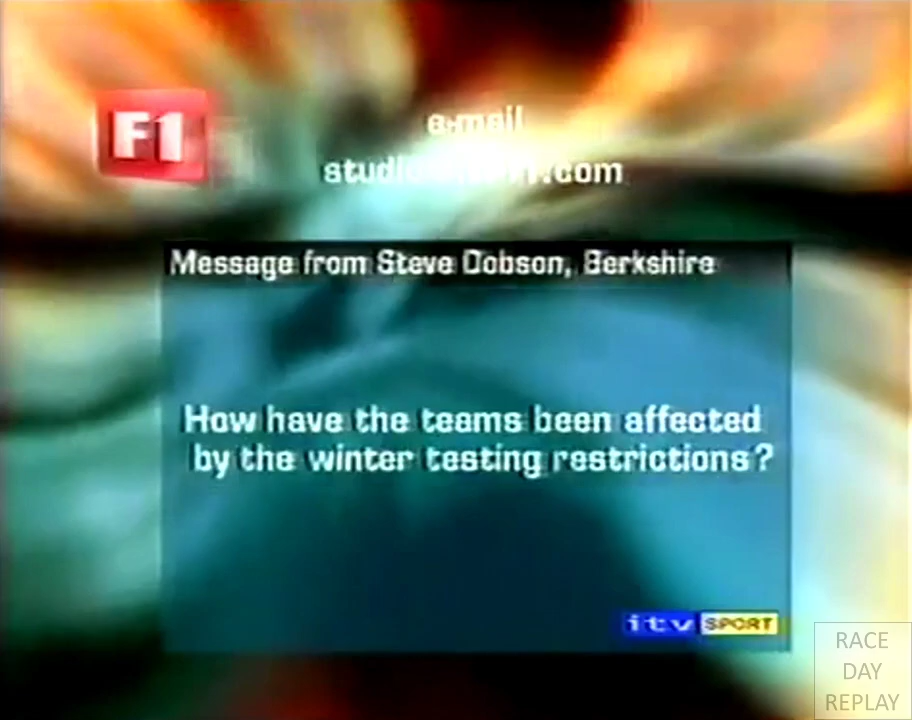 F1
e-mail
Message from Steve Dobson, Berkshire
How have the teams been affected
by the winter testing restrictions?
itv SPORT
RACE
DAY
REPLAY